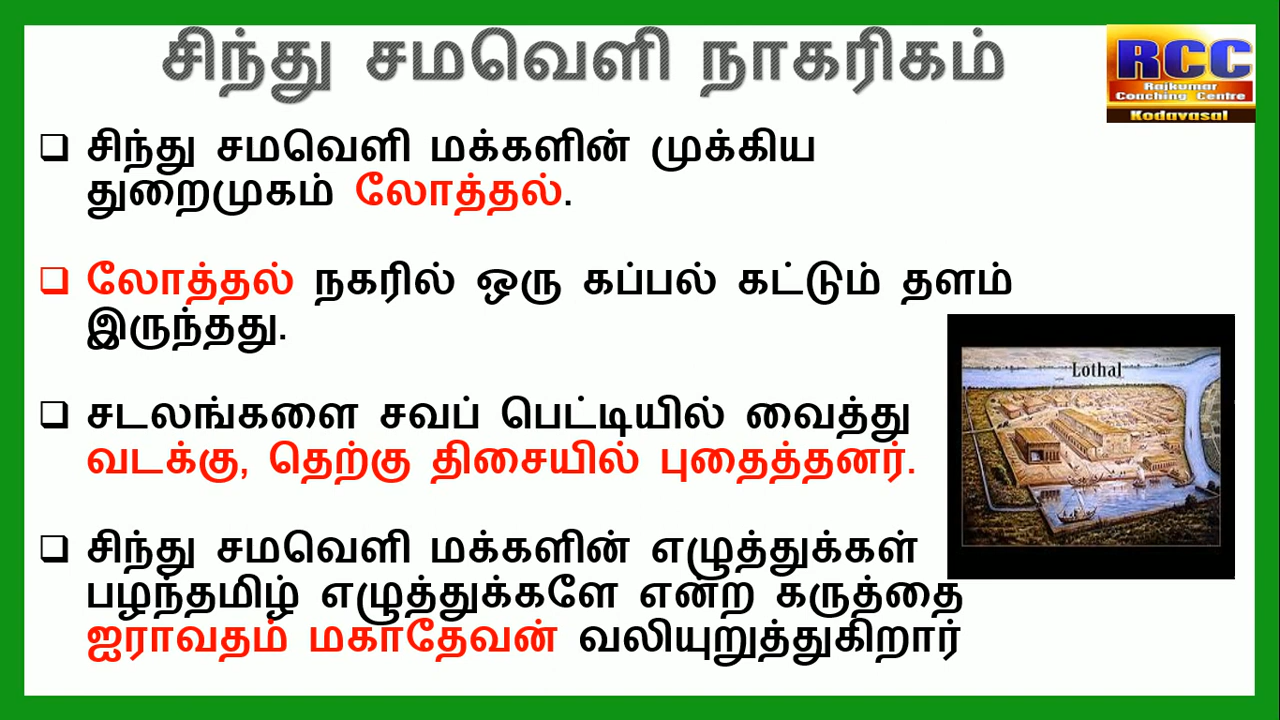 சிந்து சமவெளி நாகரிகம்
RCC
Rajkumar
Coaching Centre
Kodavasal
சிந்து சமவெளி மக்களின் முக்கிய
துறைமுகம் லோத்தல்.
லோத்தல் நகரில் ஒரு கப்பல் கட்டும் தளம்
இருந்தது.
Lothal
சடலங்களை சவப் பெட்டியில் வைத்து
வடக்கு, தெற்கு திசையில் புதைத்தனர்.
சிந்து சமவெளி மக்களின் எழுத்துக்கள்
பழந்தமிழ் எழுத்துக்களே என்ற கருத்தை
ஐராவதம் மகாதேவன் வலியுறுத்துகிறார்